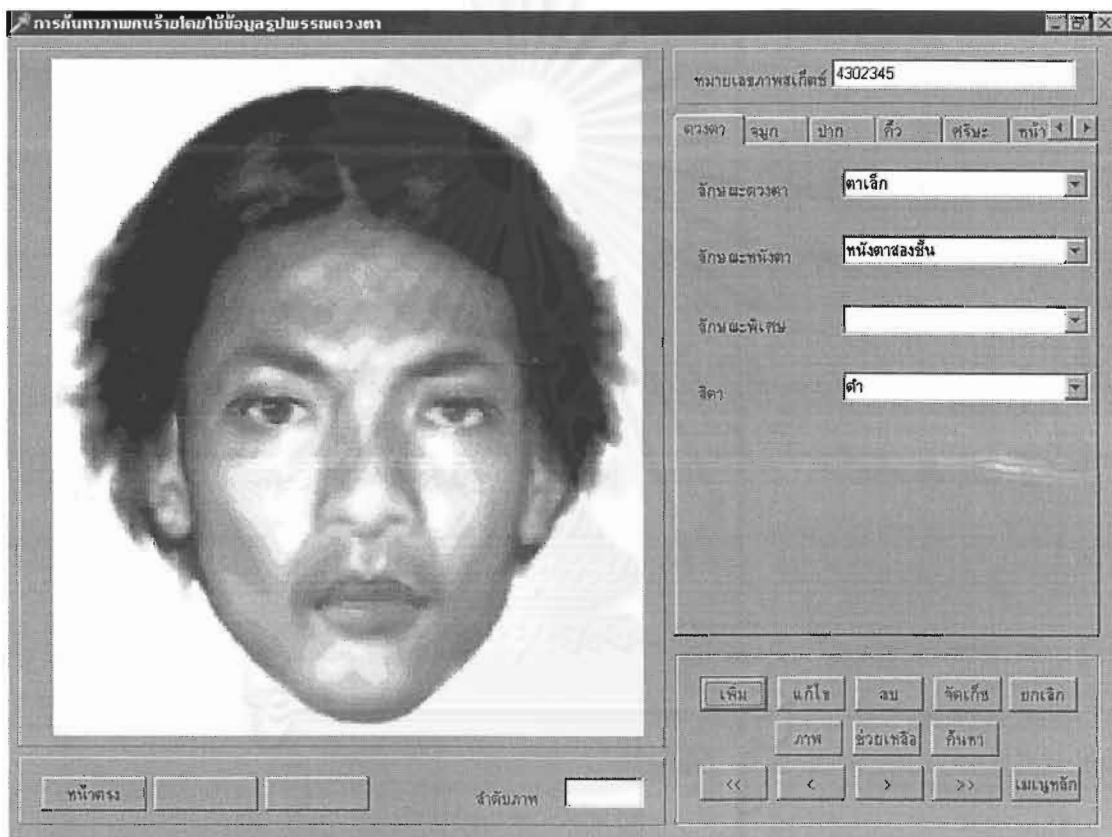 การค้นหาภาพคนร้ายโดยใช้ข้อมูลรูปพรรณดวงตา
หมายเลขภาพสเก็ตช์ 4302345
ดวงตา จมูก ปาก คิ้ว ศรีษะ หน้า
ลักษณะดวงตา ตาเล็ก
ลักษณะหนังตา หนังตาสองชั้น
ลักษณะพิเศษ
สีตา ดำ
เพิ่ม แก้ไข ลบ จัดเก็บ ยกเลิก
ภาพ ช่วยเหลือ ค้นหา
<< < > >> เมนูหลัก
หน้าตรง ลำดับภาพ